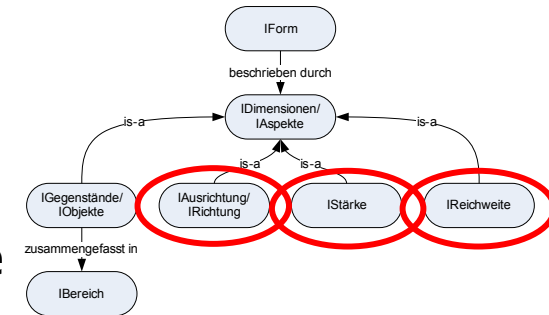 IForm
beschrieben durch
IDimensionen/
IAspekte
is-a
is-a
is-a
is-a
IGegenstände/
IObjekte
IAusrichtung/
IRichtung
IStärke
IReichweite
zusammengefasst in
e
IBereich